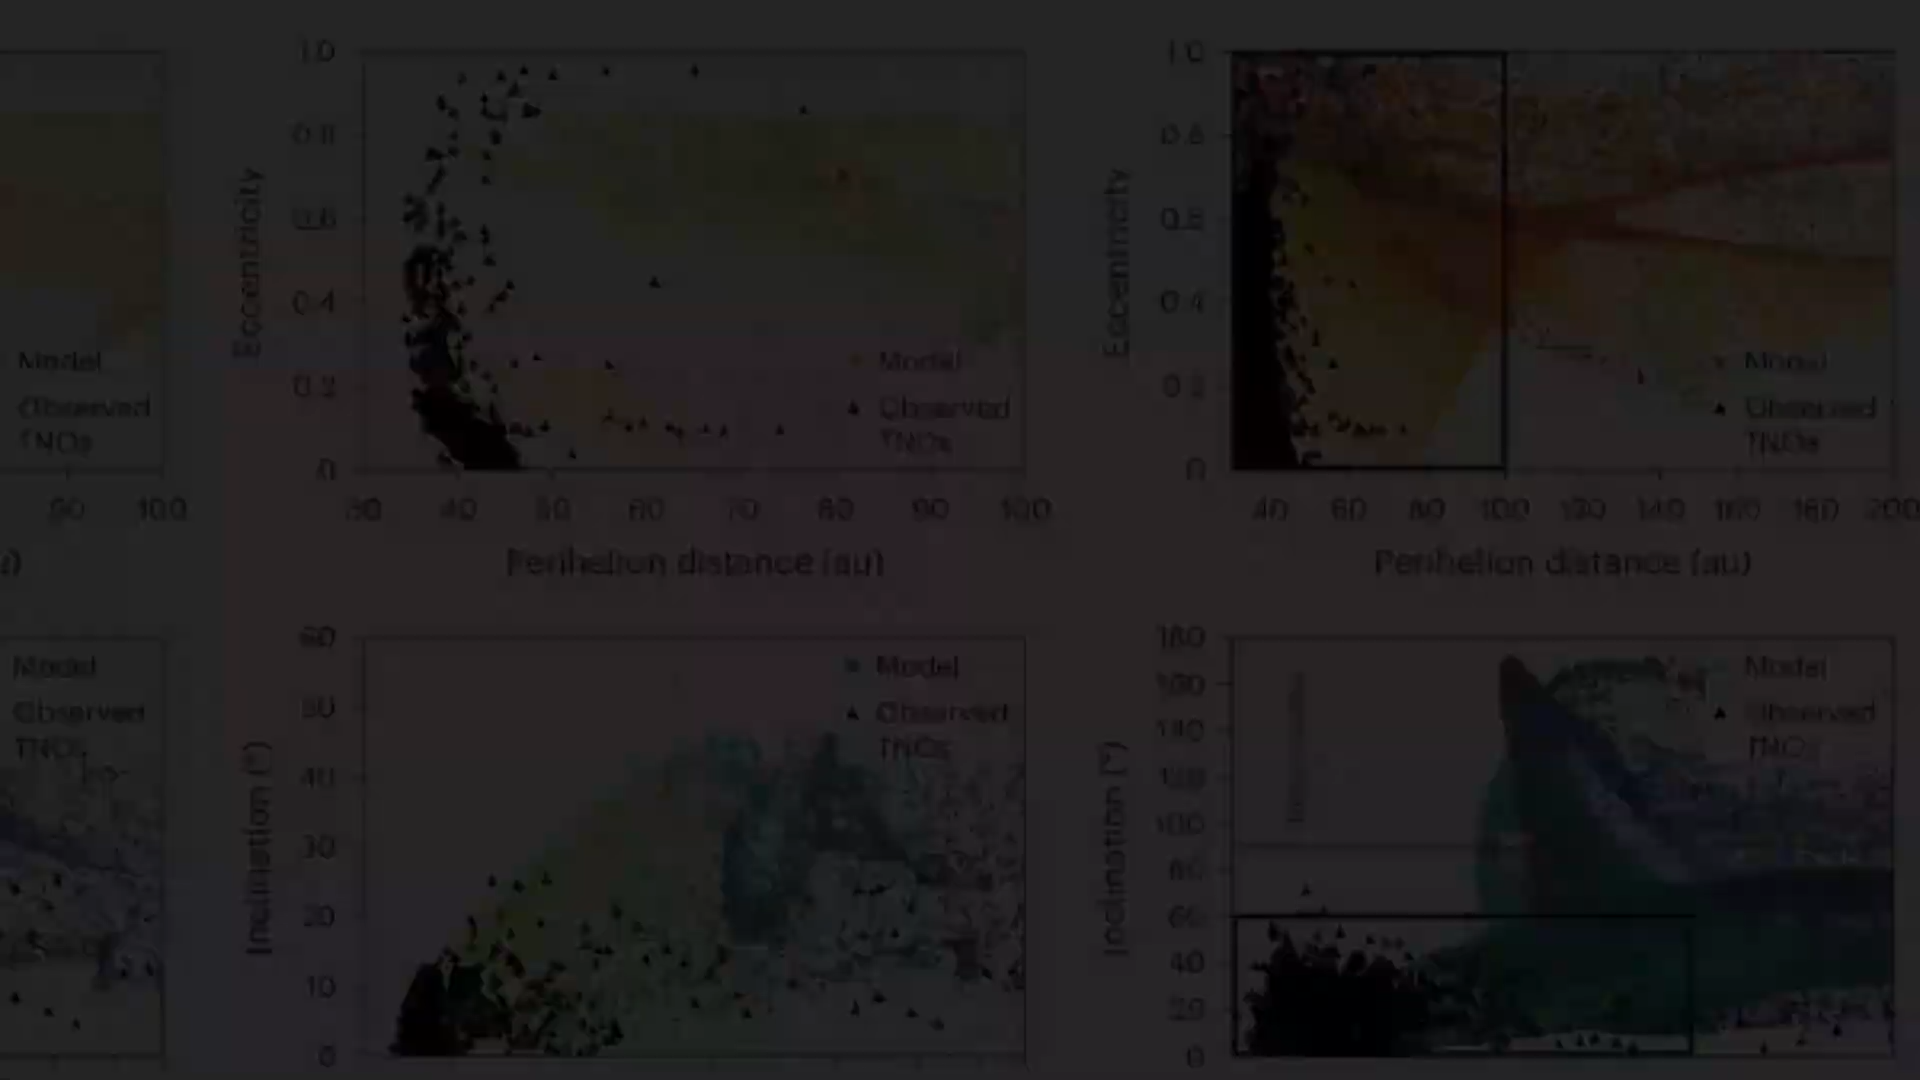 1.0
0.8
0.6
0.4
0.2
0
Eccentricity
Model
Observed
TNOs
30 40 50 60 70 80 90 100
Perihelion distance (au)
1.0
0.8
0.6
0.4
0.2
0
Eccentricity
Model
Observed
TNOs
40 60 80 100 120 140 160 180 200
Perihelion distance (au)
Model
Observed
TNOs
90 100
60
50
40
30
20
10
0
Inclination (°)
Model
Observed
TNOs
180
160
140
120
100
80
60
40
20
0
Inclination (°)
Model
Observed
TNOs
Model
Observed
TNOs